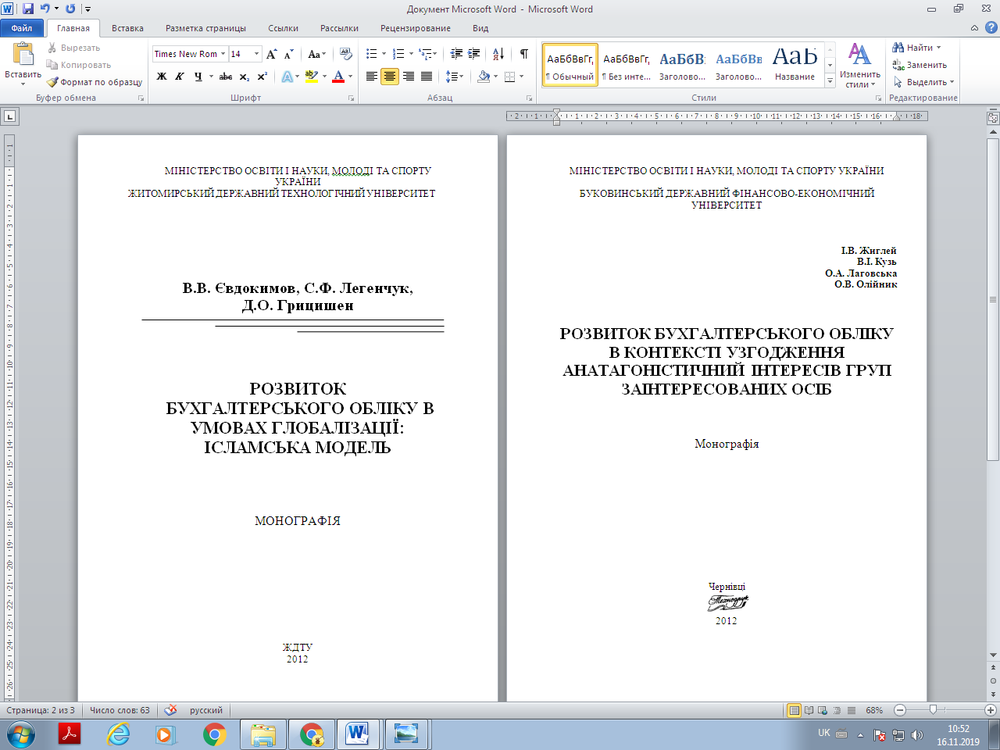 Документ Microsoft Word - Microsoft Word
Файл Главная Вставка Разметка страницы Ссылки Рассылки Рецензирование Вид
Вставить
Вырезать
Копировать
Формат по образцу
Буфер обмена
Times New Rom 14
Ж К Ч abc x₂ x²
Шрифт
Абзац
АаБбВвГг, АаБбВвГг, АаБбВ АаБбВв АаБ
¶ Обычный ¶ Без инте... Заголово... Заголово... Название
Изменить стили
Стили
Найти
Заменить
Выделить
Редактирование
МІНІСТЕРСТВО ОСВІТИ І НАУКИ, МОЛОДІ ТА СПОРТУ
УКРАЇНИ
ЖИТОМИРСЬКИЙ ДЕРЖАВНИЙ ТЕХНОЛОГІЧНИЙ УНІВЕРСИТЕТ
В.В. Євдокимов, С.Ф. Легенчук,
Д.О. Грицишен
РОЗВИТОК
БУХГАЛТЕРСЬКОГО ОБЛІКУ В
УМОВАХ ГЛОБАЛІЗАЦІЇ:
ІСЛАМСЬКА МОДЕЛЬ
МОНОГРАФІЯ
ЖДТУ
2012
МІНІСТЕРСТВО ОСВІТИ І НАУКИ, МОЛОДІ ТА СПОРТУ УКРАЇНИ
БУКОВИНСЬКИЙ ДЕРЖАВНИЙ ФІНАНСОВО-ЕКОНОМІЧНИЙ
УНІВЕРСИТЕТ
І.В. Жиглей
В.І. Кузь
О.А. Лаговська
О.В. Олійник
РОЗВИТОК БУХГАЛТЕРСЬКОГО ОБЛІКУ
В КОНТЕКСТІ УЗГОДЖЕННЯ
АНАТАГОНІСТИЧНИЙ ІНТЕРЕСІВ ГРУП
ЗАІНТЕРЕСОВАНИХ ОСІБ
Монографія
Чернівці
Технодрук
2012
Страница: 2 из 3 Число слов: 63 русский 68%
UK
10:52
16.11.2019